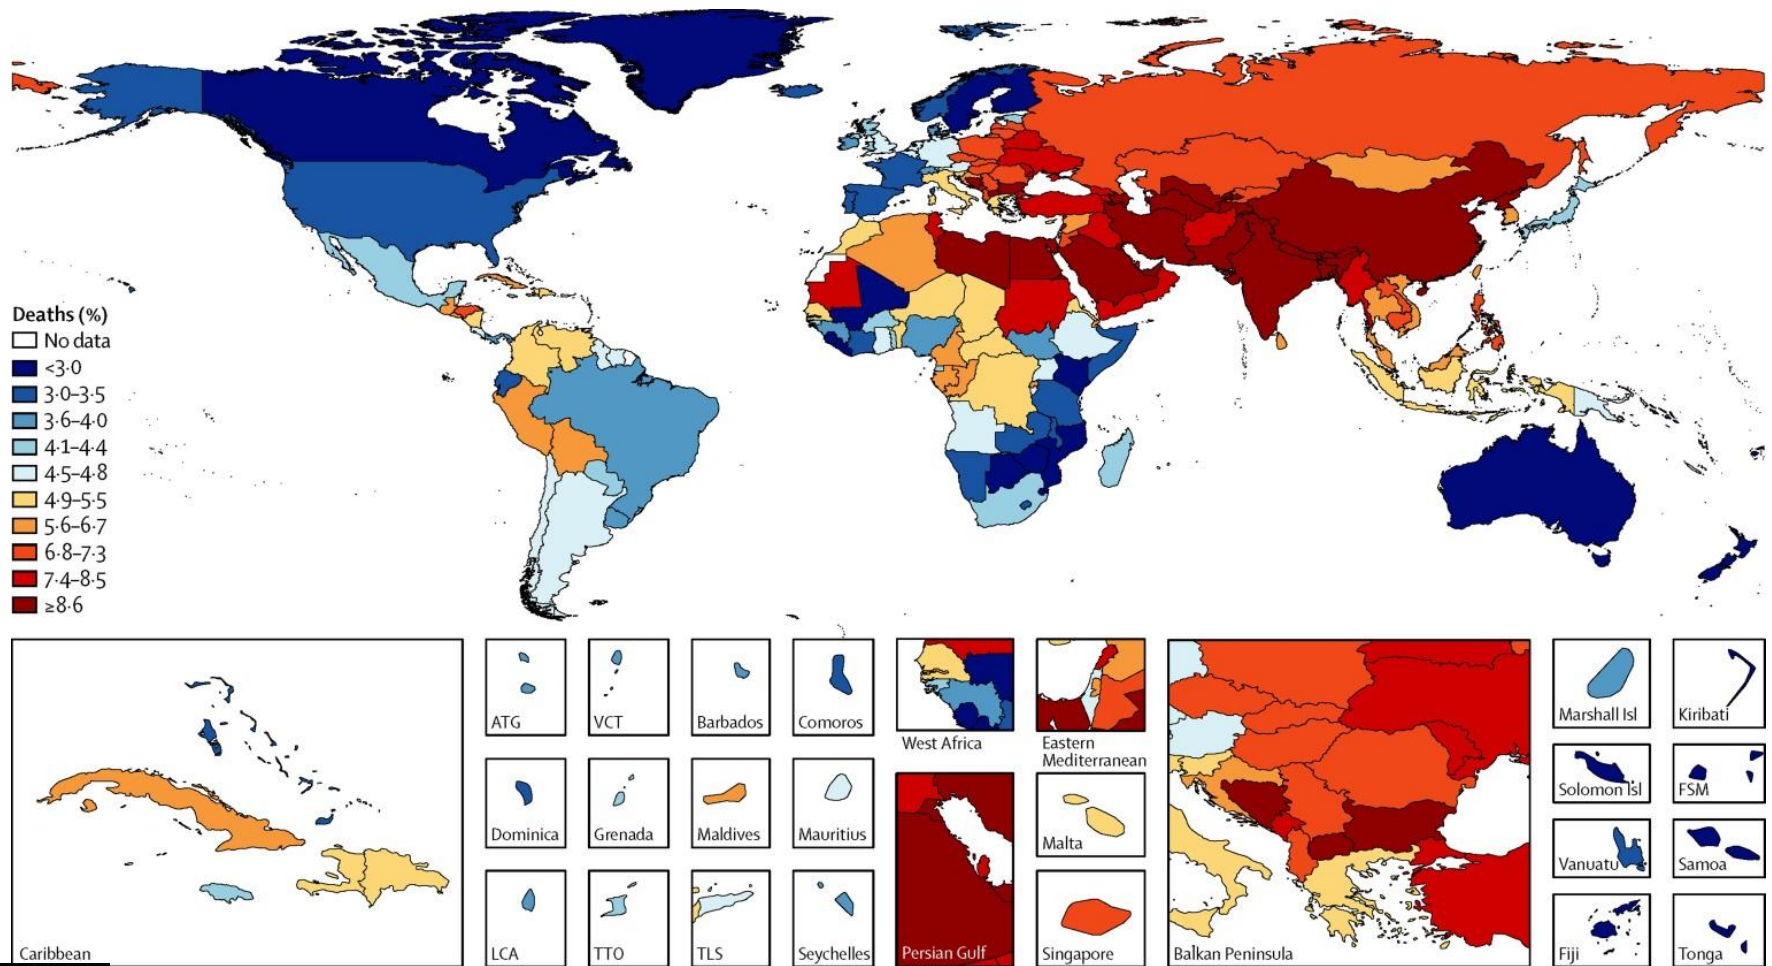 Deaths (%)
No data
<3·0
3·0–3·5
3·6–4·0
4·1–4·4
4·5–4·8
4·9–5·5
5·6–6·7
6·8–7·3
7·4–8·5
≥8·6
Caribbean
ATG
VCT
Barbados
Comoros
Dominica
Grenada
Maldives
Mauritius
LCA
TTO
TLS
Seychelles
West Africa
Eastern
Mediterranean
Persian Gulf
Malta
Singapore
Balkan Peninsula
Marshall Isl
Kiribati
Solomon Isl
FSM
Vanuatu
Samoa
Fiji
Tonga